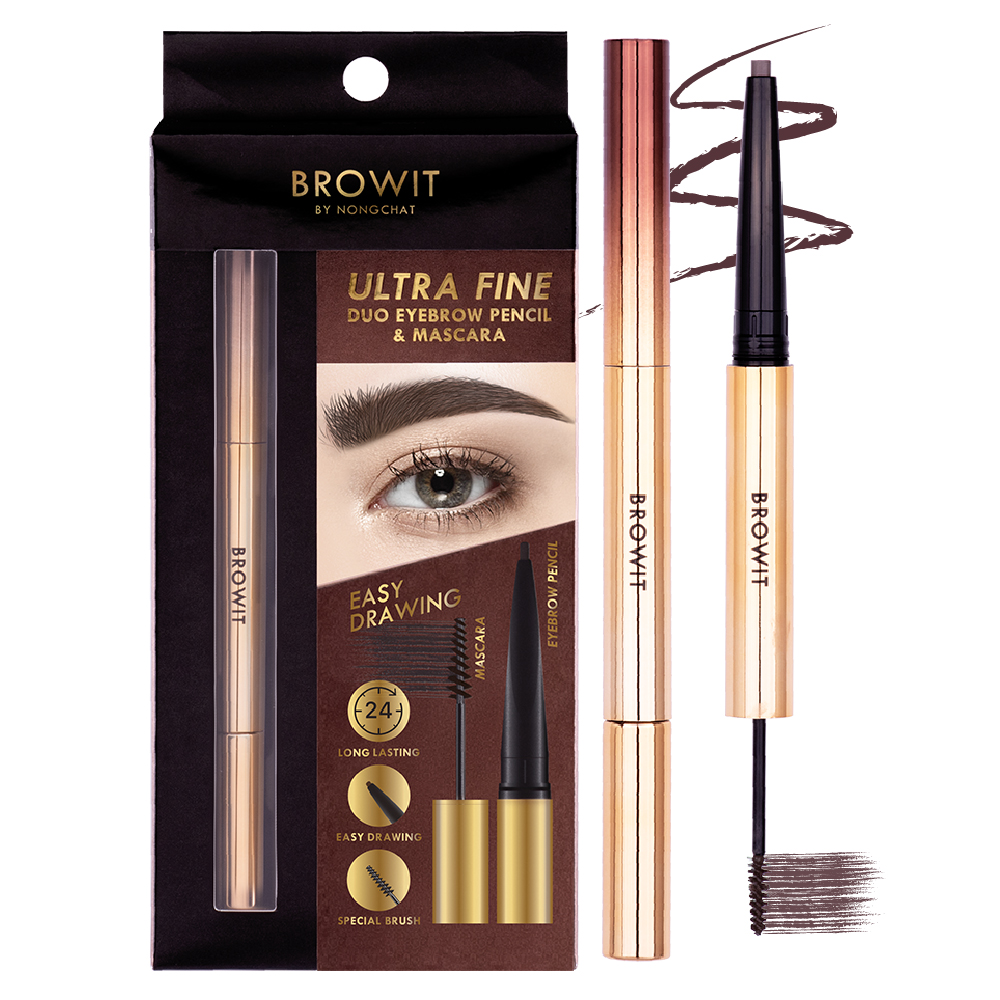 BROWIT
BY NONGCHAT
ULTRA FINE
DUO EYEBROW PENCIL
& MASCARA
BROWIT
EASY
DRAWING
MASCARA
EYEBROW PENCIL
24
LONG LASTING
EASY DRAWING
SPECIAL BRUSH
BROWIT
BROWIT